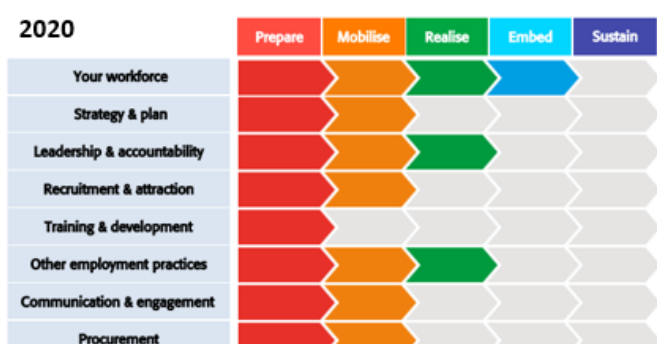 2020
Prepare Mobilise Realise Embed Sustain
Your workforce
Strategy & plan
Leadership & accountability
Recruitment & attraction
Training & development
Other employment practices
Communication & engagement
Procurement